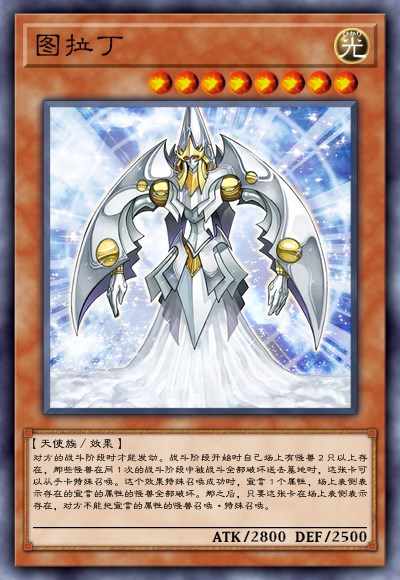 图拉丁
光
ひかり
【天使族／效果】
对方的战斗阶段时才能发动。战斗阶段开始时自己场上有怪兽2只以上存
在，那些怪兽在同1次的战斗阶段中被战斗全部破坏送去墓地时，这张卡可
以从手卡特殊召唤。这个效果特殊召唤成功时，宣言1个属性，场上表侧表
示存在的宣言的属性的怪兽全部破坏。那之后，只要这张卡在场上表侧表示
存在，对方不能把宣言的属性的怪兽召唤·特殊召唤。
ATK/2800 DEF/2500